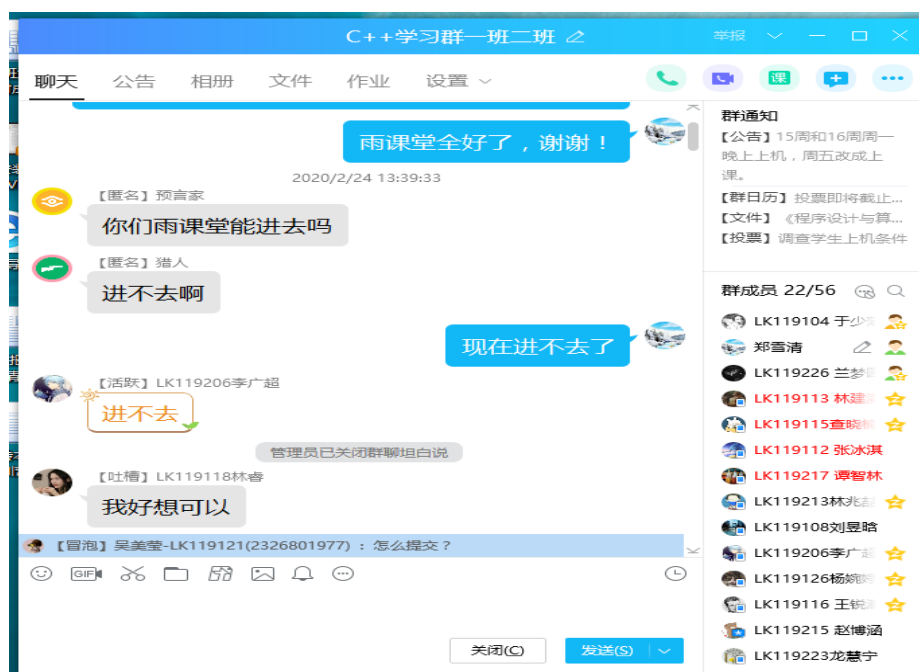 C++学习群一班二班
举报
聊天 公告 相册 文件 作业 设置
课
雨课堂全好了，谢谢！
2020/2/24 13:39:33
【匿名】预言家
你们雨课堂能进去吗
【匿名】猎人
进不去啊
现在进不去了
【活跃】LK119206李广超
进不去
管理员已关闭群聊坦白说
【吐槽】LK119118林睿
我好想可以
【冒泡】吴美莹-LK119121(2326801977)：怎么提交？
GIF
关闭(C)
发送(S)
群通知
【公告】15周和16周周一
晚上上机，周五改成上
课。
【群日历】投票即将截止...
【文件】《程序设计与算...
【投票】调查学生上机条件
群成员 22/56
LK119104 于少
郑雪清
LK119226 兰梦
LK119113 林建
LK119115查晓
LK119112 张冰淇
LK119217 谭智林
LK119213林兆
LK119108刘昱晗
LK119206李广超
LK119126杨婉
LK119116 王锐
LK119215 赵博涵
LK119223龙慧宁